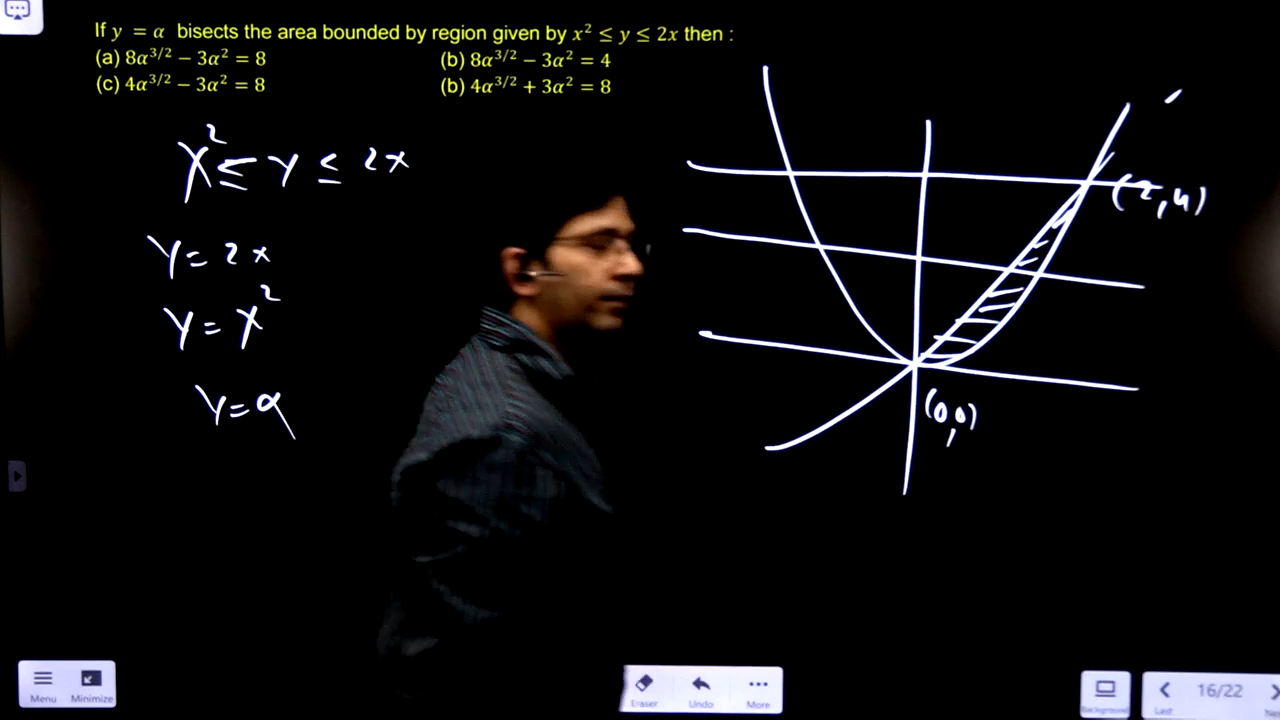 If y = α bisects the area bounded by region given by x² ≤ y ≤ 2x then :
(a) 8α^{3/2} − 3α² = 8
(b) 8α^{3/2} − 3α² = 4
(c) 4α^{3/2} − 3α² = 8
(b) 4α^{3/2} + 3α² = 8
x² ≤ y ≤ 2x
y = 2x
y = x²
y = α
(2,4)
(0,0)
Menu
Minimize
Eraser
Undo
More
Background
16/22
Last